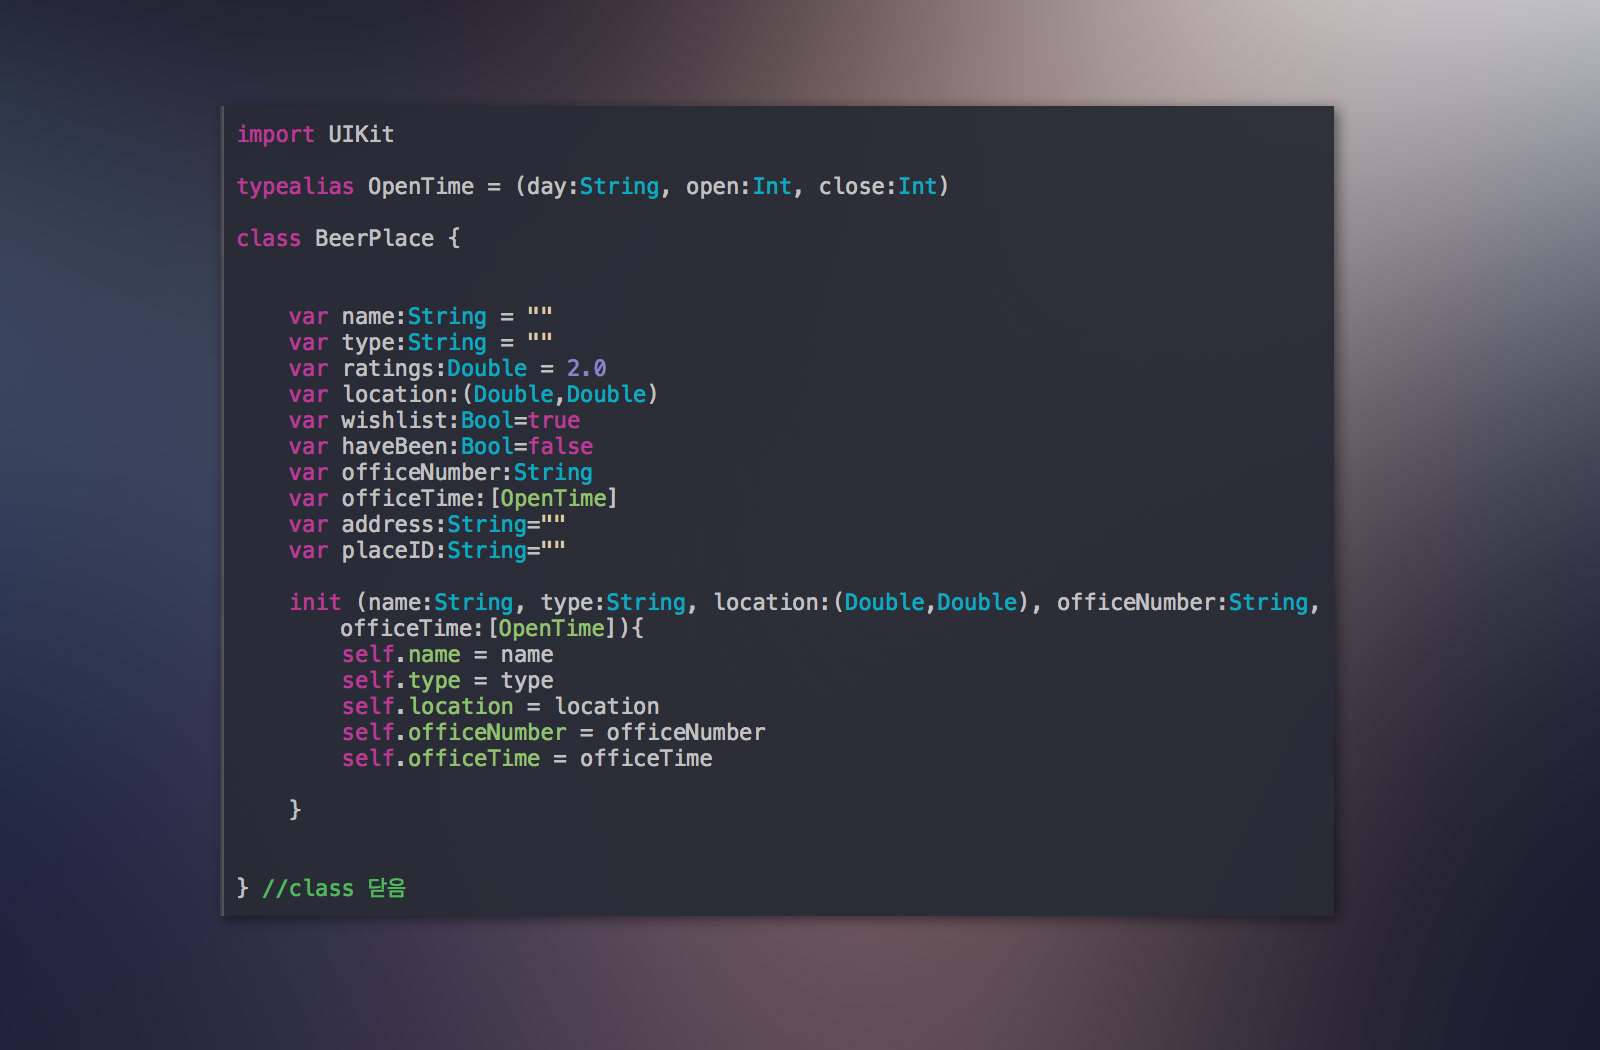 import UIKit
typealias OpenTime = (day:String, open:Int, close:Int)
class BeerPlace {
var name:String = ""
var type:String = ""
var ratings:Double = 2.0
var location:(Double,Double)
var wishlist:Bool=true
var haveBeen:Bool=false
var officeNumber:String
var officeTime:[OpenTime]
var address:String=""
var placeID:String=""
init (name:String, type:String, location:(Double,Double), officeNumber:String,
officeTime:[OpenTime]){
self.name = name
self.type = type
self.location = location
self.officeNumber = officeNumber
self.officeTime = officeTime
}
} //class 닫음